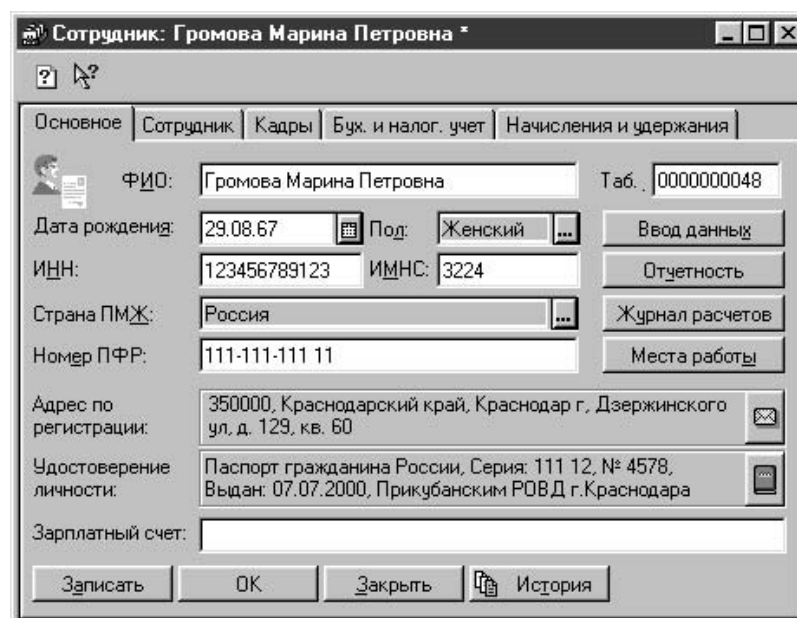 Сотрудник: Громова Марина Петровна *
Основное Сотрудник Кадры Бух. и налог. учет Начисления и удержания
ФИО: Громова Марина Петровна Таб. 0000000048
Дата рождения: 29.08.67 Пол: Женский ... Ввод данных
ИНН: 123456789123 ИМНС: 3224 Отчетность
Страна ПМЖ: Россия ... Журнал расчетов
Номер ПФР: 111-111-111 11 Места работы
Адрес по регистрации: 350000, Краснодарский край, Краснодар г, Дзержинского
ул, д. 129, кв. 60
Удостоверение личности: Паспорт гражданина России, Серия: 111 12, № 4578,
Выдан: 07.07.2000, Прикубанским РОВД г.Краснодара
Зарплатный счет:
Записать OK Закрыть История